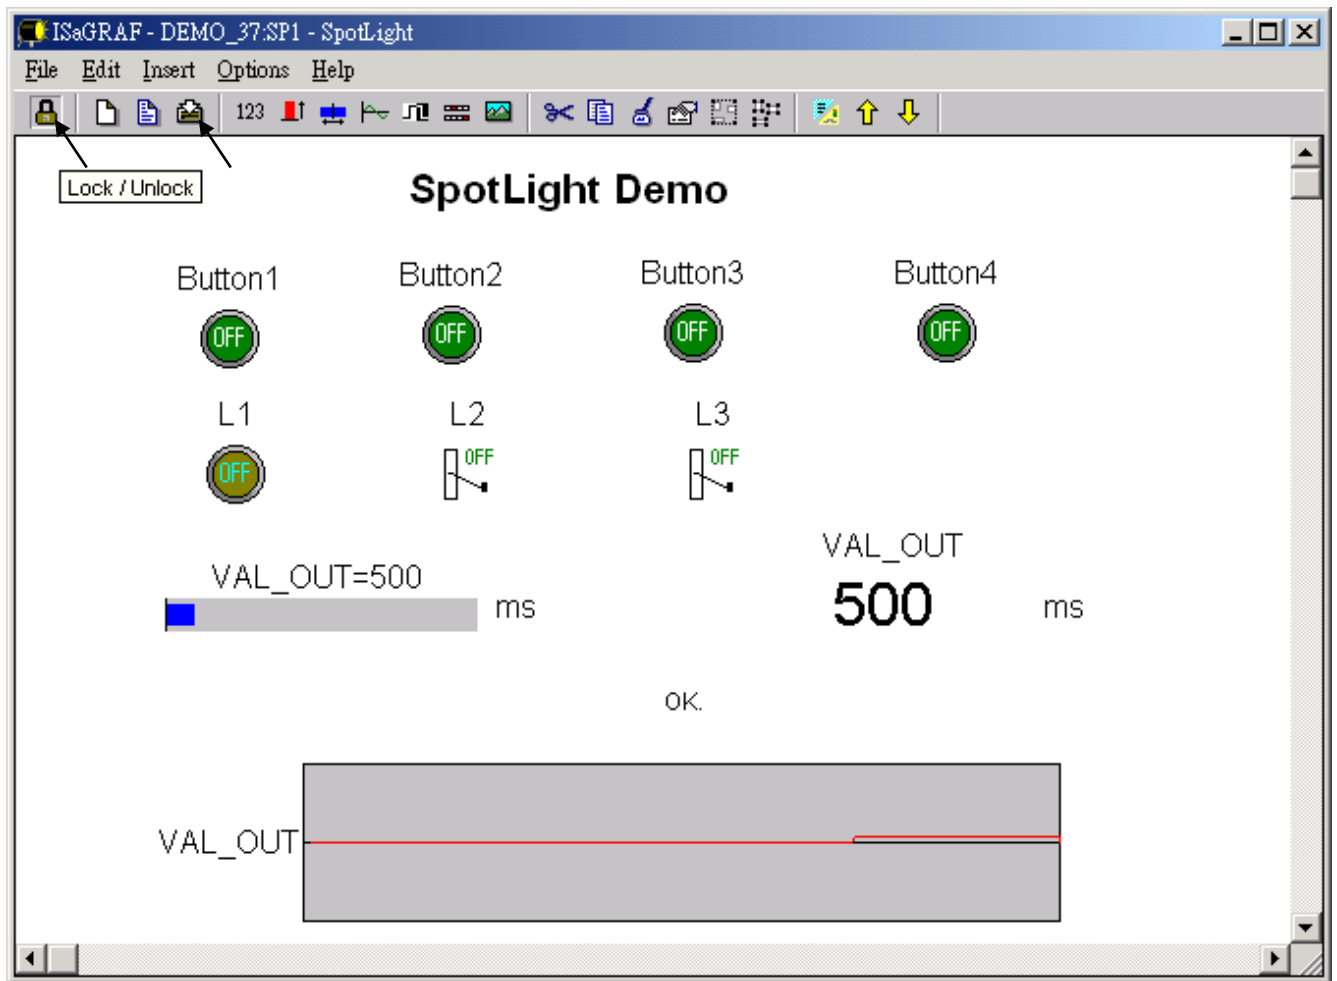 ISaGRAF - DEMO_37:SP1 - SpotLight
File Edit Insert Options Help
123
Lock / Unlock
SpotLight Demo
Button1 Button2 Button3 Button4
OFF OFF OFF OFF
L1 L2 L3
OFF OFF OFF
VAL_OUT
VAL_OUT=500
500 ms
ms
OK.
VAL_OUT